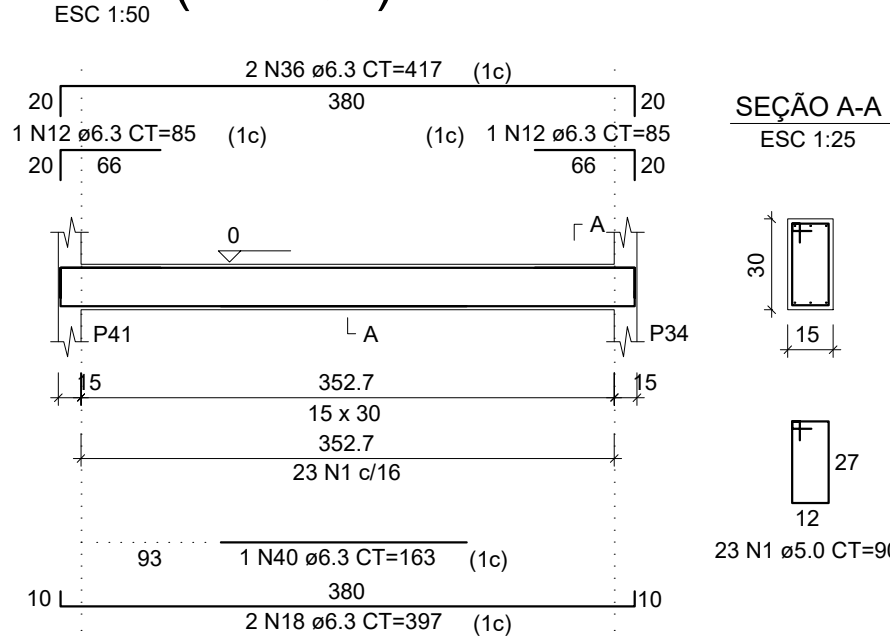 ESC 1:50
2 N36 ø6.3 CT=417 (1c)
20 380 20
1 N12 ø6.3 CT=85 (1c) (1c) 1 N12 ø6.3 CT=85
20 66 66 20
SEÇÃO A-A
ESC 1:25
0 A
30
15
P41 A P34
15 352.7 15
15 x 30
352.7
23 N1 c/16
27
12
23 N1 ø5.0 CT=90
93 1 N40 ø6.3 CT=163 (1c)
10 380 10
2 N18 ø6.3 CT=397 (1c)